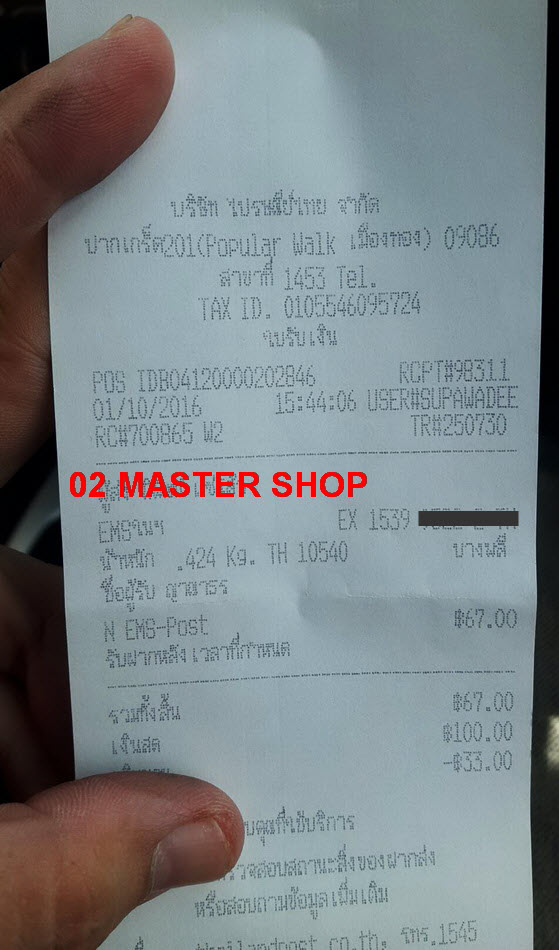 บริษัท ไปรษณีย์ไทย จำกัด
ปากเกร็ด201(Popular Walk เมืองทอง) 09086
สาขาที่ 1453 Tel.
TAX ID. 0105546095724
ใบรับเงิน
POS IDB04120000202846 RCPT#98311
01/10/2016 15:44:06 USER#SUPAWADEE
RC#700865 W2 TR#250730
02 MASTER SHOP
EMSในฯ EX 1539
น้ำหนัก .424 Kg. TH 10540 บางพลี
ชื่อผู้รับ ญาฆาธร
N EMS-Post ฿67.00
รับฝากหลังเวลาที่กำหนด
รวมทั้งสิ้น ฿67.00
เงินสด ฿100.00
-฿33.00
บคุณที่ใช้บริการ
รวจสอบสถานะสิ่งของฝากส่ง
หรือสอบถามข้อมูลเพิ่มเติม
thailandpost.co.th, โทร.1545